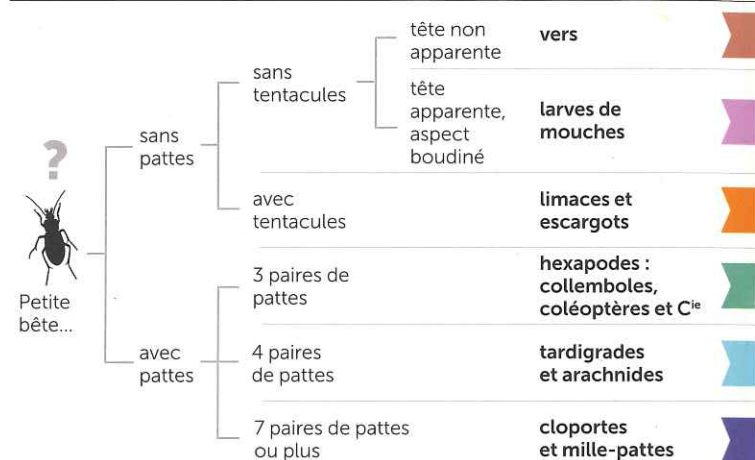 tête non
apparente
vers
sans
tentacules
tête
apparente,
aspect
boudiné
larves de
mouches
sans
pattes
?
avec
tentacules
limaces et
escargots
Petite
bête...
3 paires de
pattes
hexapodes :
collemboles,
coléoptères et Cie
avec
pattes
4 paires
de pattes
tardigrades
et arachnides
7 paires de pattes
ou plus
cloportes
et mille-pattes